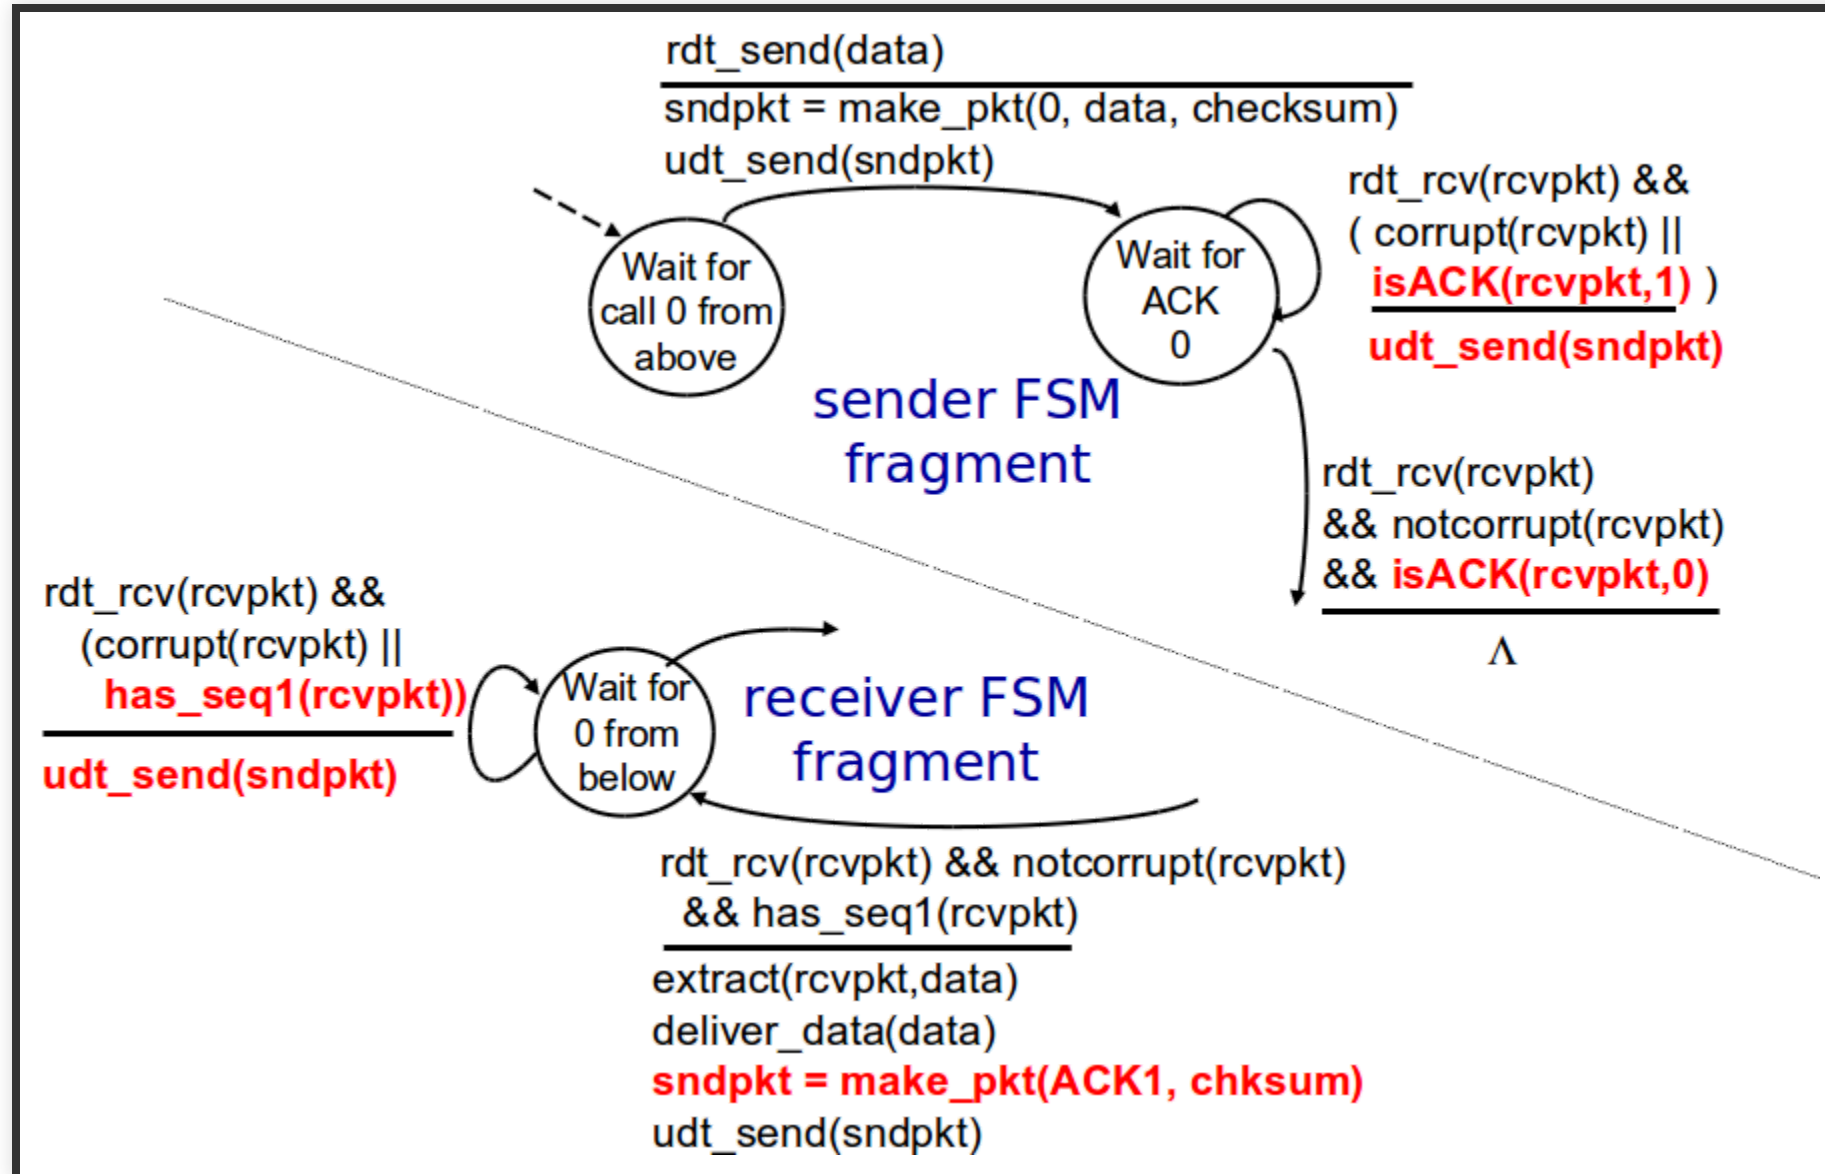 rdt_send(data)
sndpkt = make_pkt(0, data, checksum)
udt_send(sndpkt)
Wait for
call 0 from
above
Wait for
ACK
0
rdt_rcv(rcvpkt) &&
( corrupt(rcvpkt) ||
isACK(rcvpkt,1) )
udt_send(sndpkt)
sender FSM
fragment
rdt_rcv(rcvpkt)
&& notcorrupt(rcvpkt)
&& isACK(rcvpkt,0)
Λ
rdt_rcv(rcvpkt) &&
(corrupt(rcvpkt) ||
has_seq1(rcvpkt))
udt_send(sndpkt)
Wait for
0 from
below
receiver FSM
fragment
rdt_rcv(rcvpkt) && notcorrupt(rcvpkt)
&& has_seq1(rcvpkt)
extract(rcvpkt,data)
deliver_data(data)
sndpkt = make_pkt(ACK1, chksum)
udt_send(sndpkt)